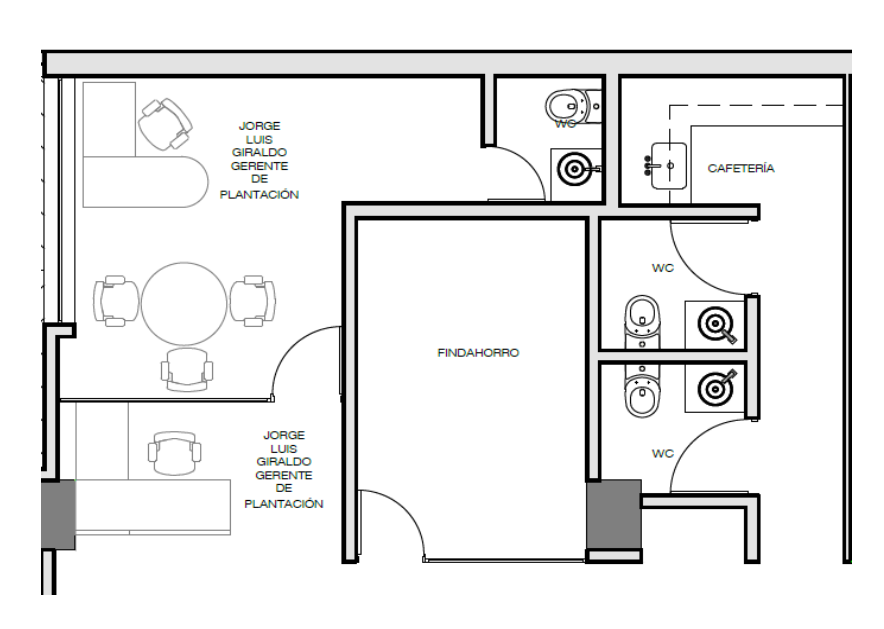 JORGE
LUIS
GIRALDO
GERENTE
DE
PLANTACIÓN
WC
CAFETERÍA
WC
FINDAHORRO
JORGE
LUIS
GIRALDO
GERENTE
DE
PLANTACIÓN
WC